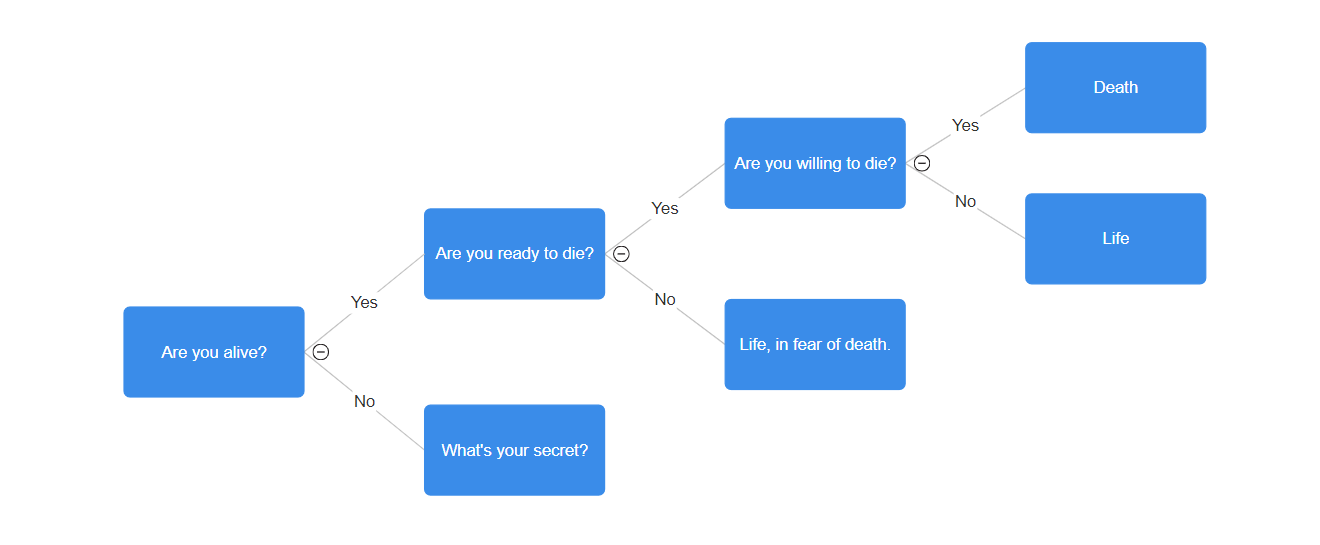 Are you alive?
Yes
No
Are you ready to die?
What's your secret?
Yes
No
Are you willing to die?
Life, in fear of death.
Yes
No
Death
Life